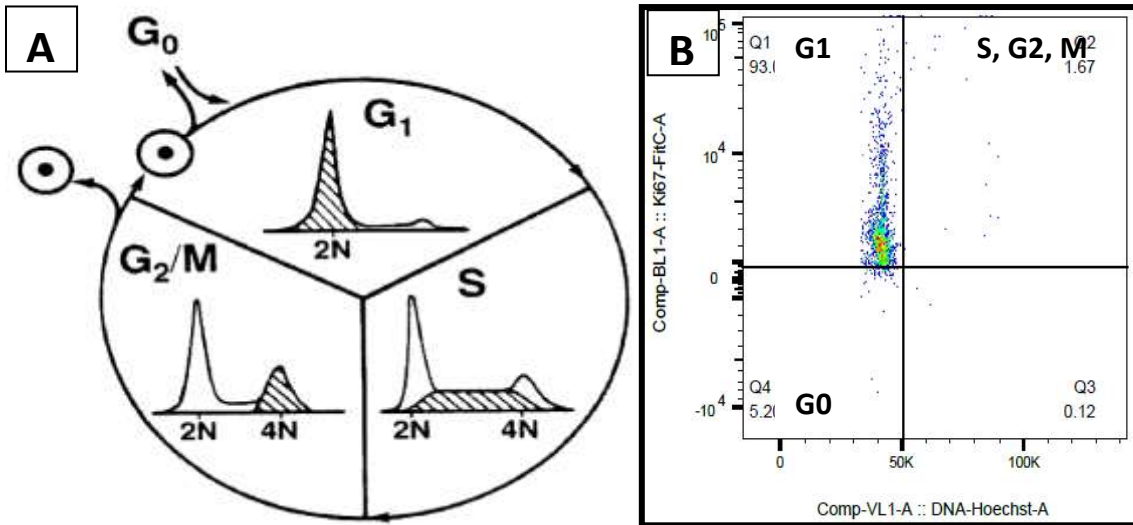 A
G0
G1
2N
G2/M
2N 4N
S
2N 4N
B
Q1
93.0
G1
S, G2, M
Q2
1.67
10^5
10^4
0
-10^4
Comp-BL1-A :: Ki67-FitC-A
Q4
5.20
G0
Q3
0.12
0 50K 100K
Comp-VL1-A :: DNA-Hoechst-A